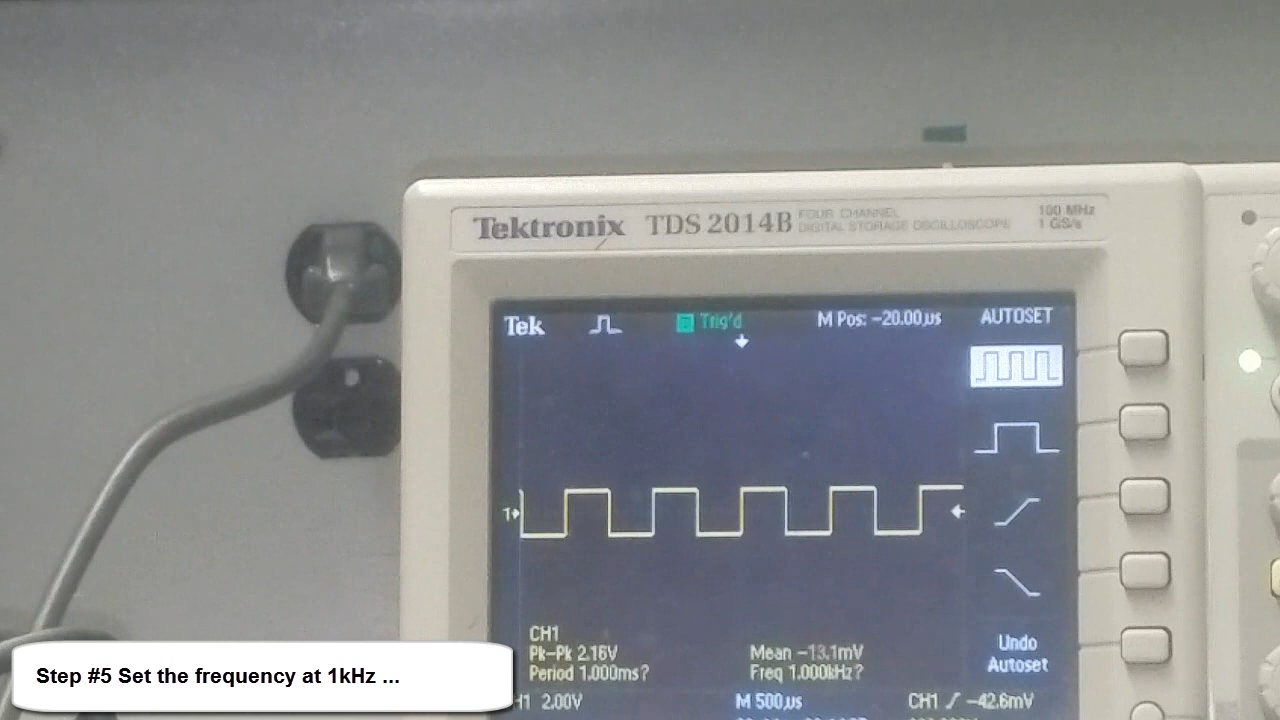 Tektronix TDS 2014B FOUR CHANNEL DIGITAL STORAGE OSCILLOSCOPE 100 MHz 1 GS/s
Tek Trig'd M Pos: -20.00µs AUTOSET
1
CH1
Pk-Pk 2.16V Mean -13.1mV
Period 1.000ms? Freq 1.000kHz?
Undo
Autoset
2.00V M 500µs CH1 -42.6mV
Step #5 Set the frequency at 1kHz ...